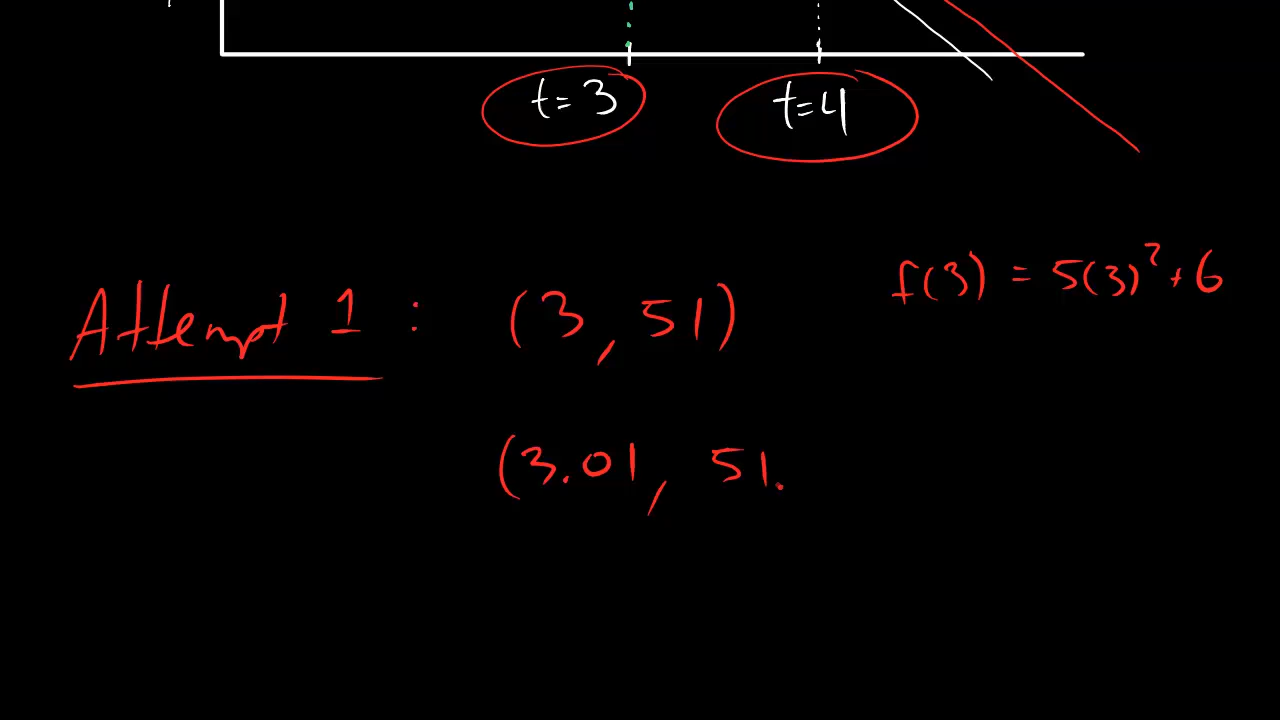 t=3 t=4
f(3) = 5(3)² + 6
Attempt 1 : (3, 51)
(3.01, 51.